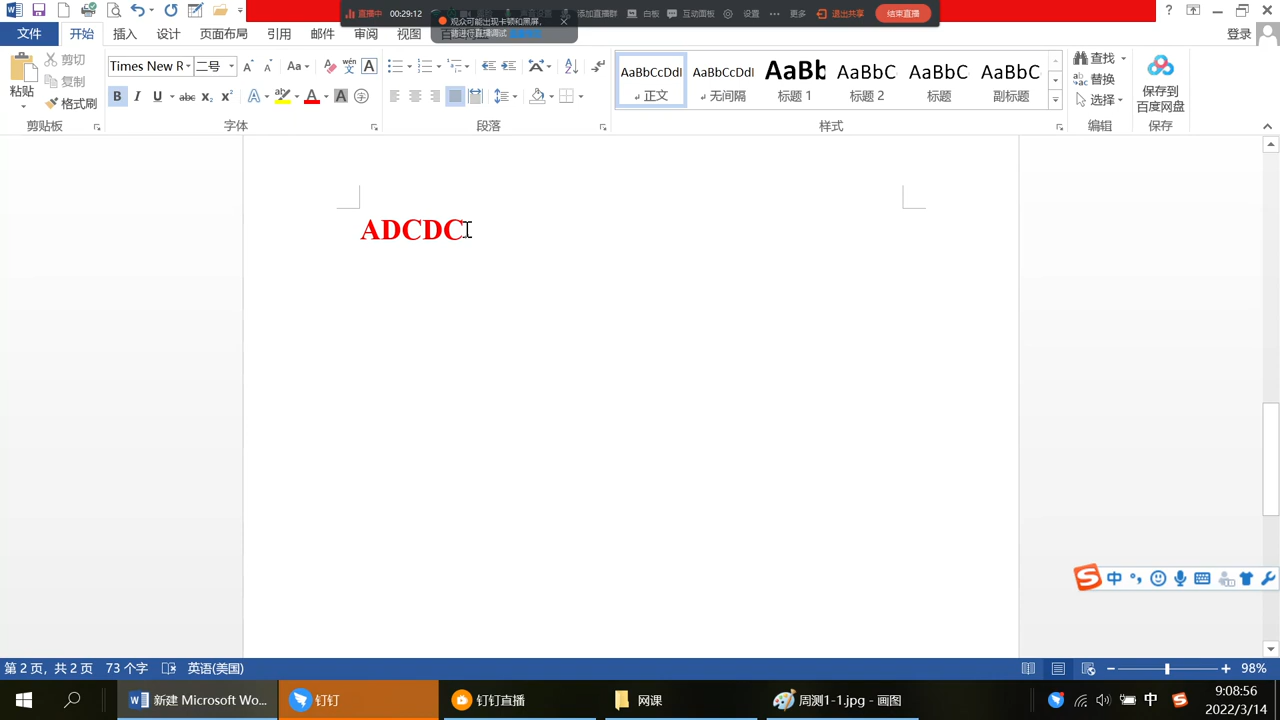 直播中 00:29:12 添加直播群 白板 互动面板 设置 更多 退出共享 结束直播
观众可能出现卡顿和黑屏,
请进行直播调试
文件 开始 插入 设计 页面布局 引用 邮件 审阅 视图 登录
剪切 Times New R 二号 AaBbCcDdI AaBbCcDdI AaBb AaBbC AaBbC AaBbC 查找
粘贴 复制 替换 保存到
格式刷 正文 无间隔 标题 1 标题 2 标题 副标题 选择 百度网盘
剪贴板 字体 段落 样式 编辑 保存
ADCDC
中
第 2 页, 共 2 页 73 个字 英语(美国) 98%
新建 Microsoft Wo... 钉钉 钉钉直播 网课 周测1-1.jpg - 画图 中 9:08:56
2022/3/14